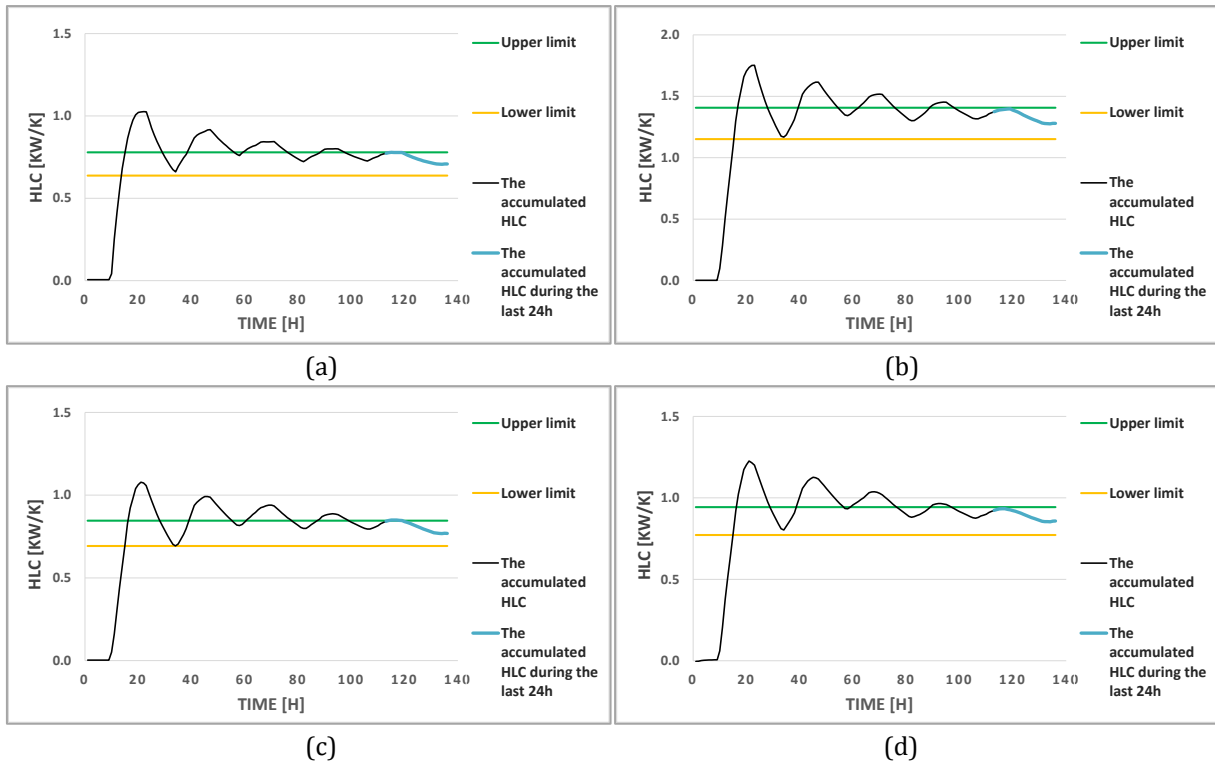 1.5
1.0
0.5
0.0
HLC [KW/K]
0 20 40 60 80 100 120 140
TIME [H]
Upper limit
Lower limit
The
accumulated
HLC
The
accumulated
HLC during the
last 24h
(a)
2.0
1.5
1.0
0.5
0.0
HLC [KW/K]
0 20 40 60 80 100 120 140
TIME [H]
Upper limit
Lower limit
The
accumulated
HLC
The
accumulated
HLC during the
last 24h
(b)
1.5
1.0
0.5
0.0
HLC [KW/K]
0 20 40 60 80 100 120 140
TIME [H]
Upper limit
Lower limit
The
accumulated
HLC
The
accumulated
HLC during the
last 24h
(c)
1.5
1.0
0.5
0.0
HLC [KW/K]
0 20 40 60 80 100 120 140
TIME [H]
Upper limit
Lower limit
The
accumulated
HLC
The
accumulated
HLC during the
last 24h
(d)